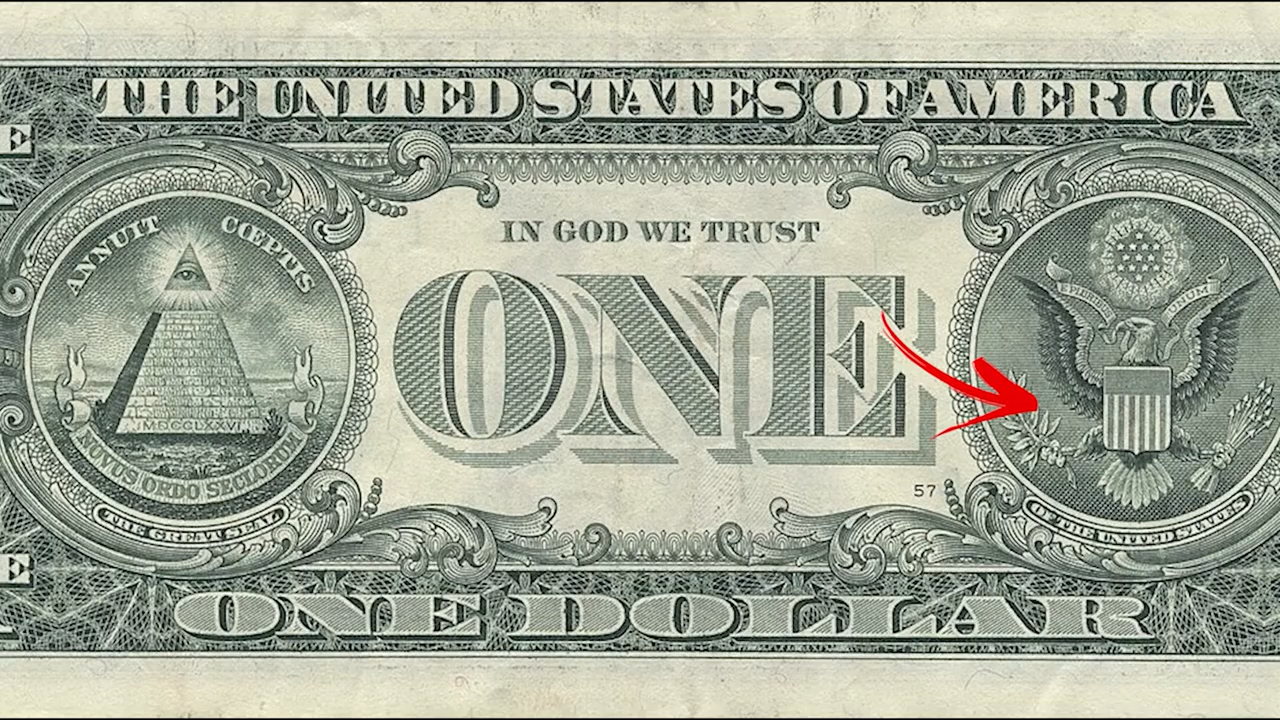 THE UNITED STATES OF AMERICA
ANNUIT CŒPTIS
IN GOD WE TRUST
ONE
MDCCLXXVI
NOVUS ORDO SECLORUM
57
THE GREAT SEAL
OF THE UNITED STATES
ONE DOLLAR